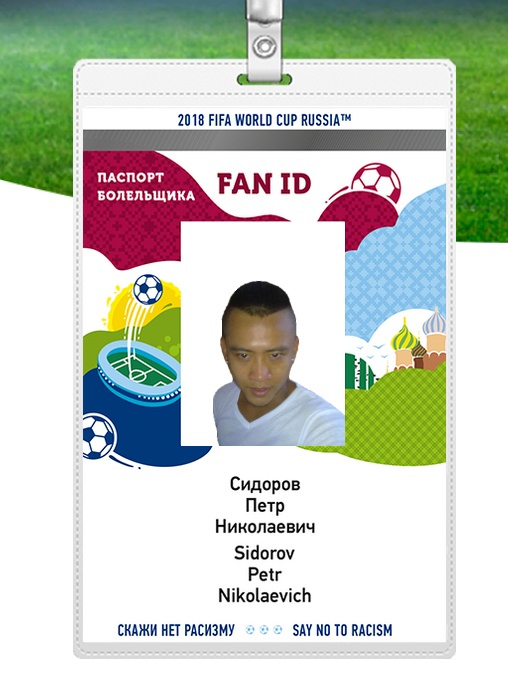 2018 FIFA WORLD CUP RUSSIA™
ПАСПОРТ
БОЛЕЛЬЩИКА
FAN ID
Сидоров
Петр
Николаевич
Sidorov
Petr
Nikolaevich
СКАЖИ НЕТ РАСИЗМУ SAY NO TO RACISM